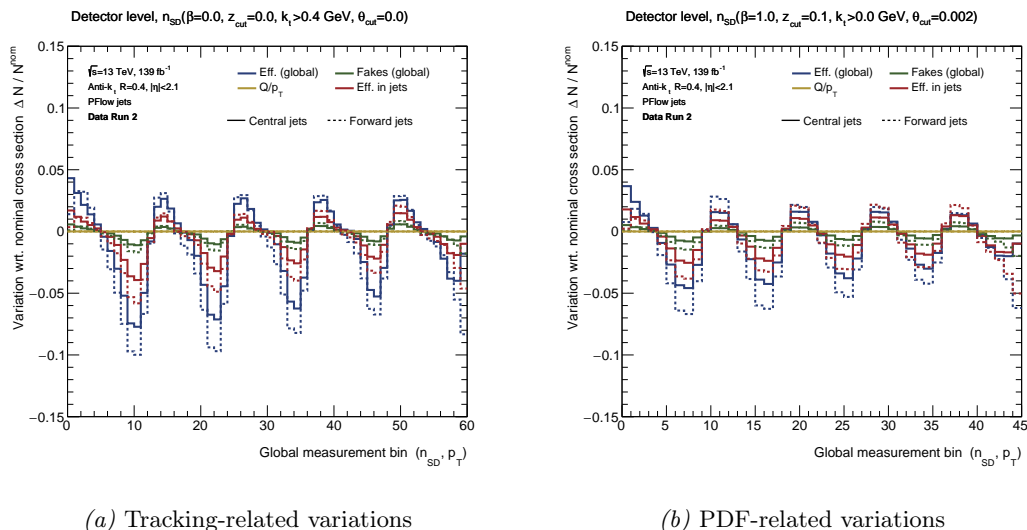 Detector level, n_SD(β=0.0, z_cut=0.0, k_t>0.4 GeV, θ_cut=0.0)
Variation wrt. nominal cross section Δ N / N^nom
0.15
0.1
0.05
0
−0.05
−0.1
−0.15
√s=13 TeV, 139 fb⁻¹
Anti-k_t R=0.4, |η|<2.1
PFlow jets
Data Run 2
Eff. (global)
Fakes (global)
Q/p_T
Eff. in jets
Central jets
Forward jets
0 10 20 30 40 50 60
Global measurement bin (n_SD, p_T)
(a) Tracking-related variations
Detector level, n_SD(β=1.0, z_cut=0.1, k_t>0.0 GeV, θ_cut=0.002)
Variation wrt. nominal cross section Δ N / N^nom
0.15
0.1
0.05
0
−0.05
−0.1
−0.15
√s=13 TeV, 139 fb⁻¹
Anti-k_t R=0.4, |η|<2.1
PFlow jets
Data Run 2
Eff. (global)
Fakes (global)
Q/p_T
Eff. in jets
Central jets
Forward jets
0 5 10 15 20 25 30 35 40 45
Global measurement bin (n_SD, p_T)
(b) PDF-related variations